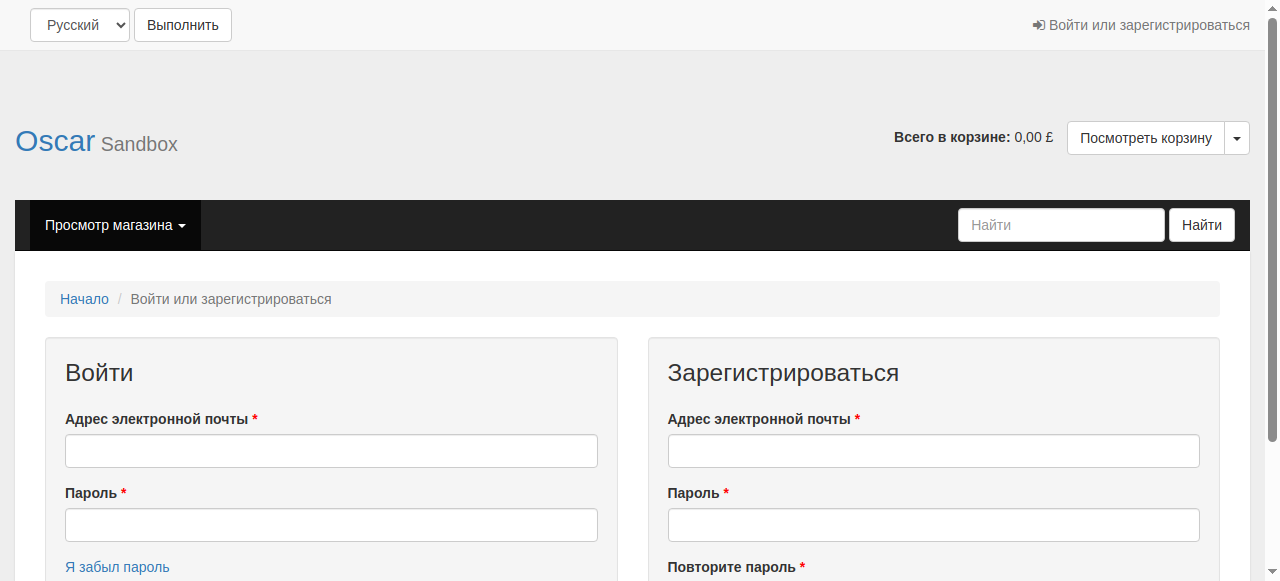 Русский Выполнить Войти или зарегистрироваться
Oscar Sandbox Всего в корзине: 0,00 £ Посмотреть корзину
Просмотр магазина Найти Найти
Начало / Войти или зарегистрироваться
Войти
Адрес электронной почты *
Пароль *
Я забыл пароль
Зарегистрироваться
Адрес электронной почты *
Пароль *
Повторите пароль *